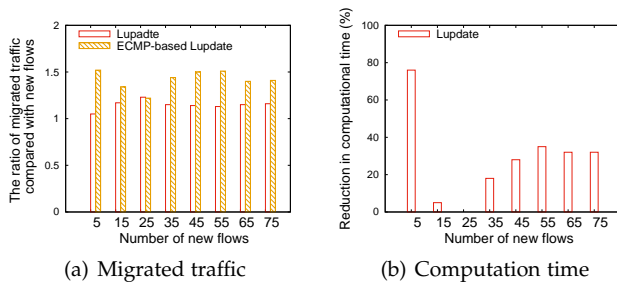 The ratio of migrated traffic
compared with new flows
2
1.5
1
0.5
0
Lupadte
ECMP-based Lupdate
5 15 25 35 45 55 65 75
Number of new flows
(a) Migrated traffic
Reduction in computational time (%)
100
80
60
40
20
0
Lupdate
5 15 25 35 45 55 65 75
Number of new flows
(b) Computation time